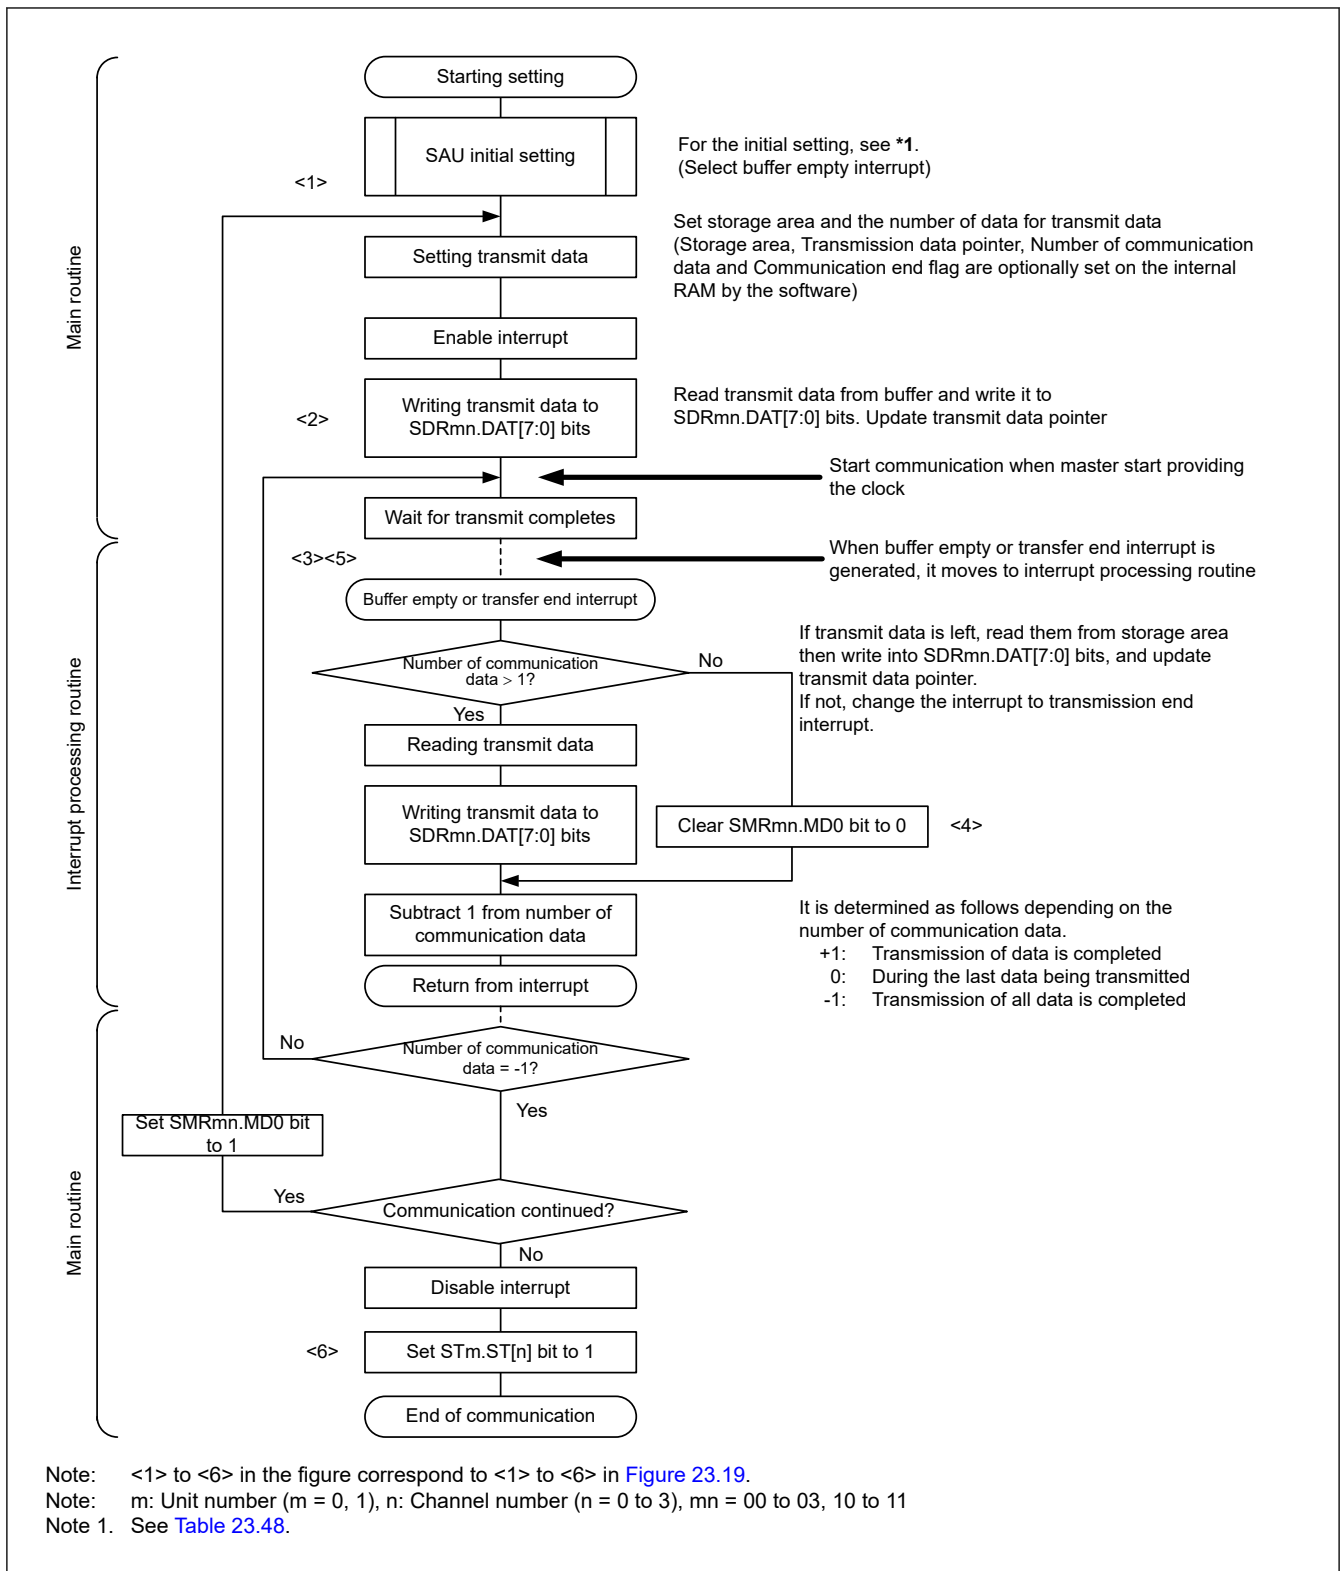 Starting setting
SAU initial setting
For the initial setting, see *1.
(Select buffer empty interrupt)
<1>
Set storage area and the number of data for transmit data
(Storage area, Transmission data pointer, Number of communication
data and Communication end flag are optionally set on the internal
RAM by the software)
Setting transmit data
Main routine
Enable interrupt
Writing transmit data to
SDRmn.DAT[7:0] bits
<2>
Read transmit data from buffer and write it to
SDRmn.DAT[7:0] bits. Update transmit data pointer
Start communication when master start providing
the clock
Wait for transmit completes
<3><5>
When buffer empty or transfer end interrupt is
generated, it moves to interrupt processing routine
Buffer empty or transfer end interrupt
Number of communication
data > 1?
No
Yes
If transmit data is left, read them from storage area
then write into SDRmn.DAT[7:0] bits, and update
transmit data pointer.
If not, change the interrupt to transmission end
interrupt.
Reading transmit data
Interrupt processing routine
Writing transmit data to
SDRmn.DAT[7:0] bits
Clear SMRmn.MD0 bit to 0
<4>
Subtract 1 from number of
communication data
It is determined as follows depending on the
number of communication data.
+1: Transmission of data is completed
0: During the last data being transmitted
-1: Transmission of all data is completed
Return from interrupt
No
Number of communication
data = -1?
Yes
Set SMRmn.MD0 bit
to 1
Yes
Communication continued?
No
Main routine
Disable interrupt
<6>
Set STm.ST[n] bit to 1
End of communication
Note: <1> to <6> in the figure correspond to <1> to <6> in Figure 23.19.
Note: m: Unit number (m = 0, 1), n: Channel number (n = 0 to 3), mn = 00 to 03, 10 to 11
Note 1. See Table 23.48.